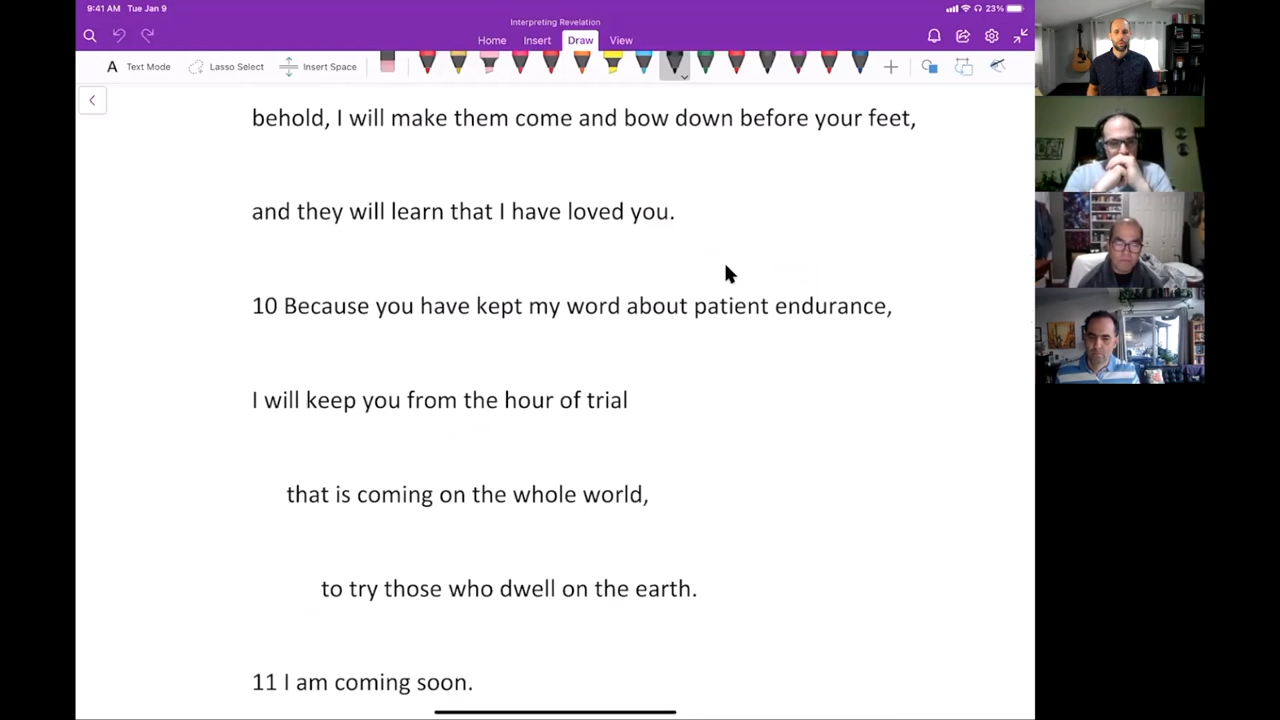 9:41 AM Tue Jan 9
23%
Interpreting Revelation
Home Insert Draw View
Text Mode Lasso Select Insert Space
behold, I will make them come and bow down before your feet,
and they will learn that I have loved you.
10 Because you have kept my word about patient endurance,
I will keep you from the hour of trial
that is coming on the whole world,
to try those who dwell on the earth.
11 I am coming soon.